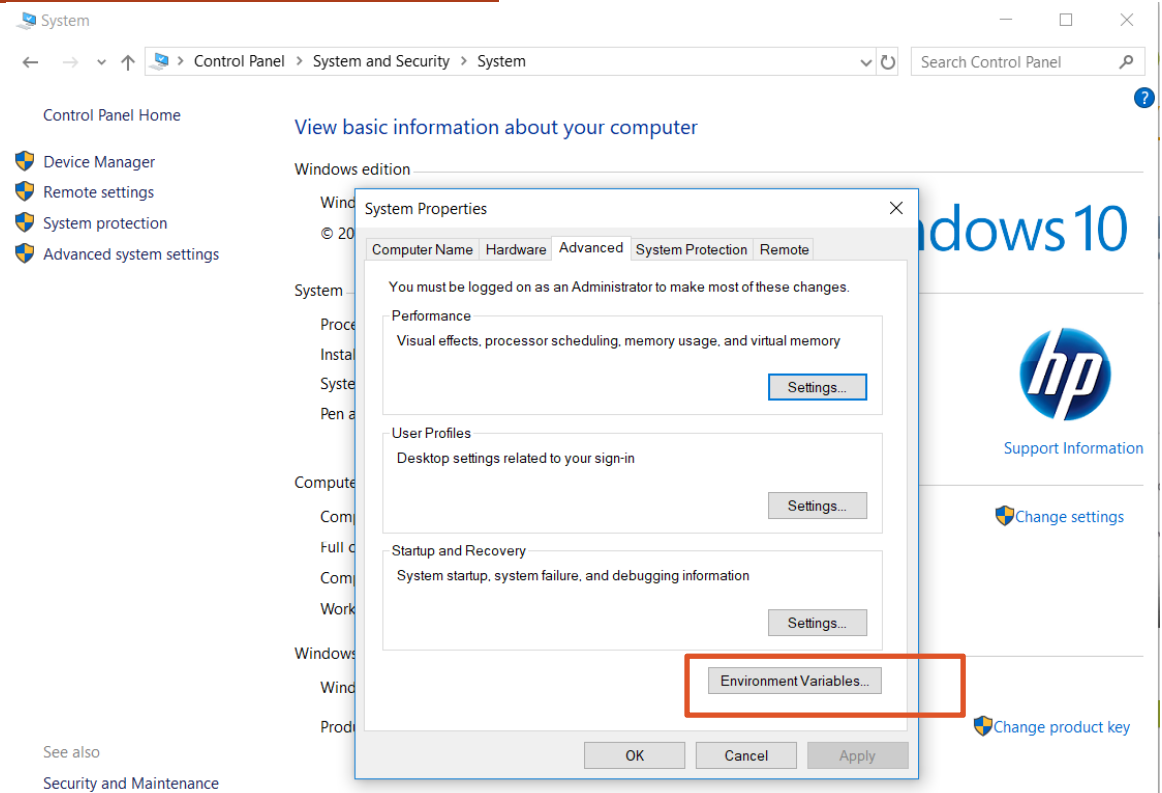 System
Control Panel > System and Security > System
Search Control Panel
?
Control Panel Home
Device Manager
Remote settings
System protection
Advanced system settings
See also
Security and Maintenance
View basic information about your computer
Windows edition
© 20
dows 10
System
hp
Support Information
Change settings
Change product key
System Properties
Computer Name Hardware Advanced System Protection Remote
You must be logged on as an Administrator to make most of these changes.
Performance
Visual effects, processor scheduling, memory usage, and virtual memory
Settings...
User Profiles
Desktop settings related to your sign-in
Settings...
Startup and Recovery
System startup, system failure, and debugging information
Settings...
Environment Variables...
OK Cancel Apply